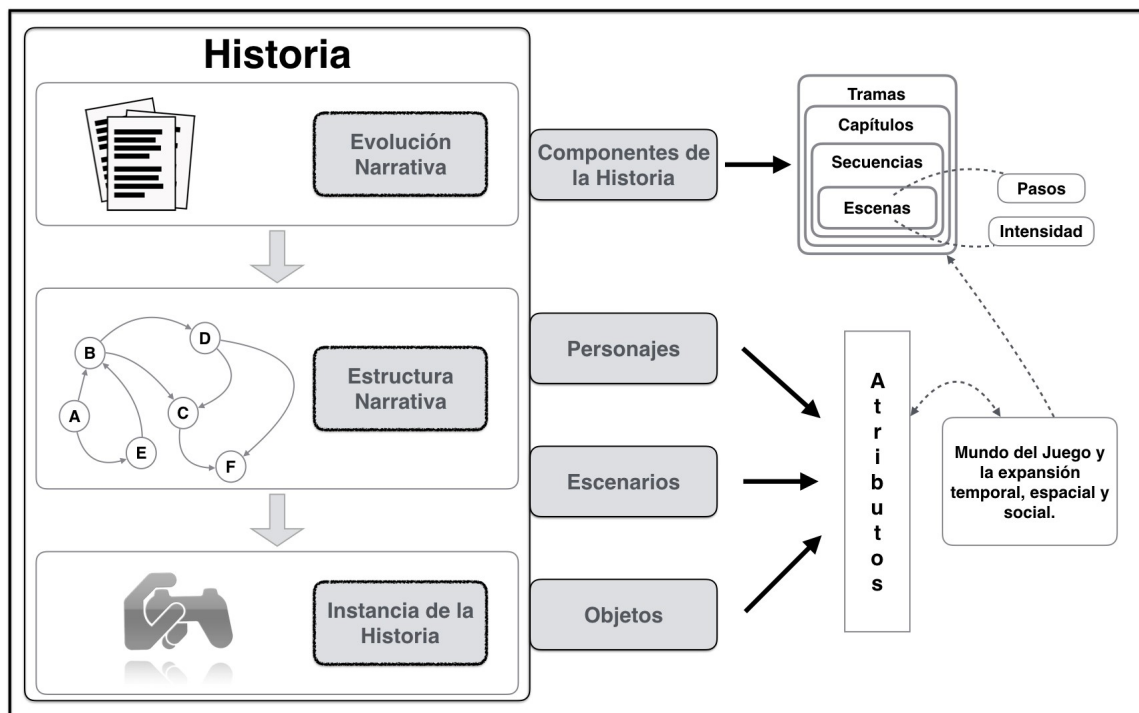 Historia
Evolución
Narrativa
Componentes de
la Historia
Tramas
Capítulos
Secuencias
Escenas
Pasos
Intensidad
A
B
C
D
E
F
Estructura
Narrativa
Personajes
Escenarios
Objetos
Atributos
Mundo del Juego y
la expansión
temporal, espacial y
social.
Instancia de la
Historia